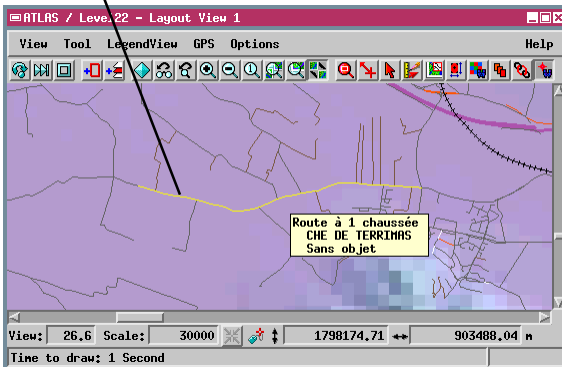 ATLAS / Level22 - Layout View 1
View Tool LegendView GPS Options Help
Route à 1 chaussée
CHE DE TERRIMAS
Sans objet
View: 26.6 Scale: 30000 1798174.71 903488.04 m
Time to draw: 1 Second